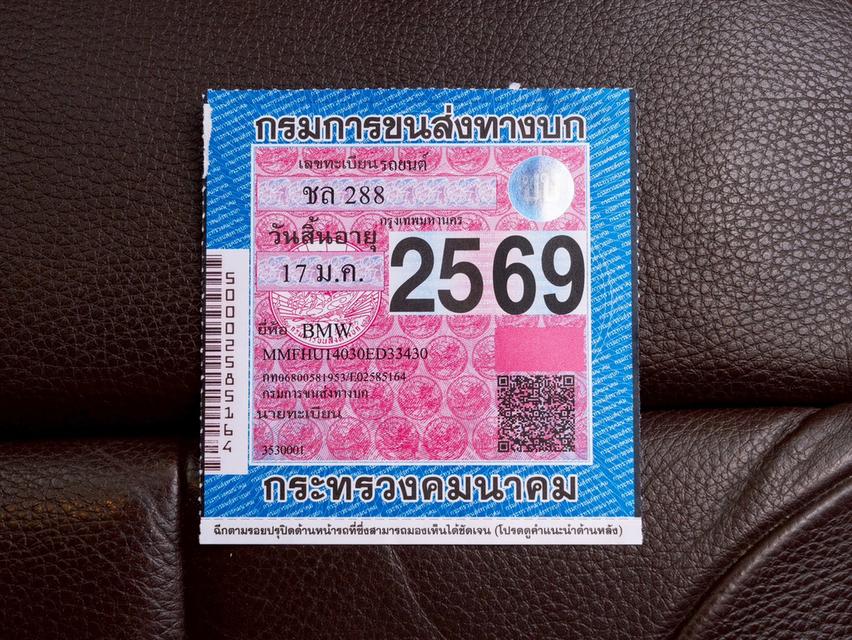 กรมการขนส่งทางบก
เลขทะเบียนรถยนต์
ชล 288
กรุงเทพมหานคร
วันสิ้นอายุ
17 ม.ค.
2569
ยี่ห้อ BMW
MMFHU14030ED33430
กท06800581953/E02585164
กรมการขนส่งทางบก
นายทะเบียน
3530001
50002585164
กระทรวงคมนาคม
ฉีกตามรอยปรุปิดด้านหน้ารถที่ซึ่งสามารถมองเห็นได้ชัดเจน (โปรดดูคำแนะนำด้านหลัง)